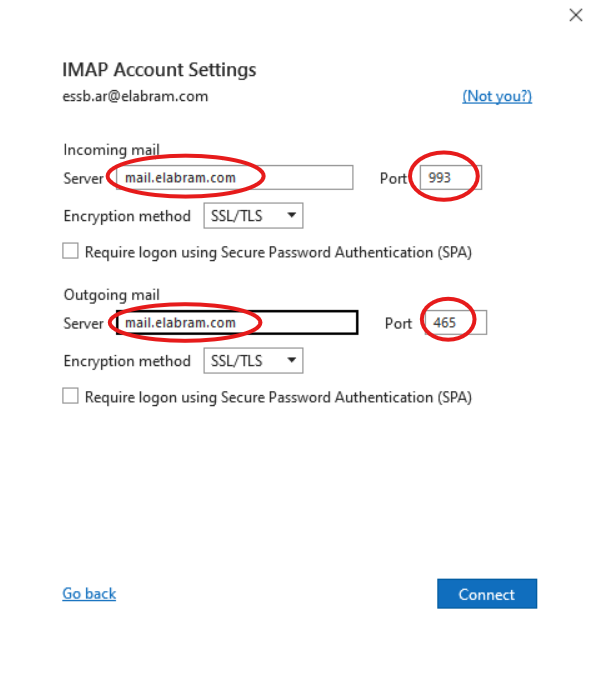 IMAP Account Settings
essb.ar@elabram.com (Not you?)
Incoming mail
Server mail.elabram.com Port 993
Encryption method SSL/TLS
Require logon using Secure Password Authentication (SPA)
Outgoing mail
Server mail.elabram.com Port 465
Encryption method SSL/TLS
Require logon using Secure Password Authentication (SPA)
Go back Connect